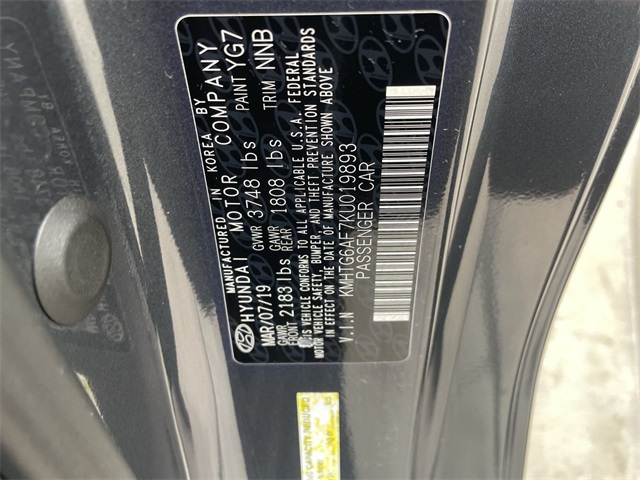 MANUFACTURED IN KOREA BY
HYUNDAI MOTOR COMPANY
MAR/07/19 GVWR 3748 lbs PAINT YG7
GAWR FRONT 2183 lbs GAWR REAR 1808 lbs TRIM NNB
THIS VEHICLE CONFORMS TO ALL APPLICABLE U.S.A. FEDERAL
MOTOR VEHICLE SAFETY, BUMPER, AND THEFT PREVENTION STANDARDS
IN EFFECT ON THE DATE OF MANUFACTURE SHOWN ABOVE
V.I.N KMHTG6AF7KU019893
PASSENGER CAR